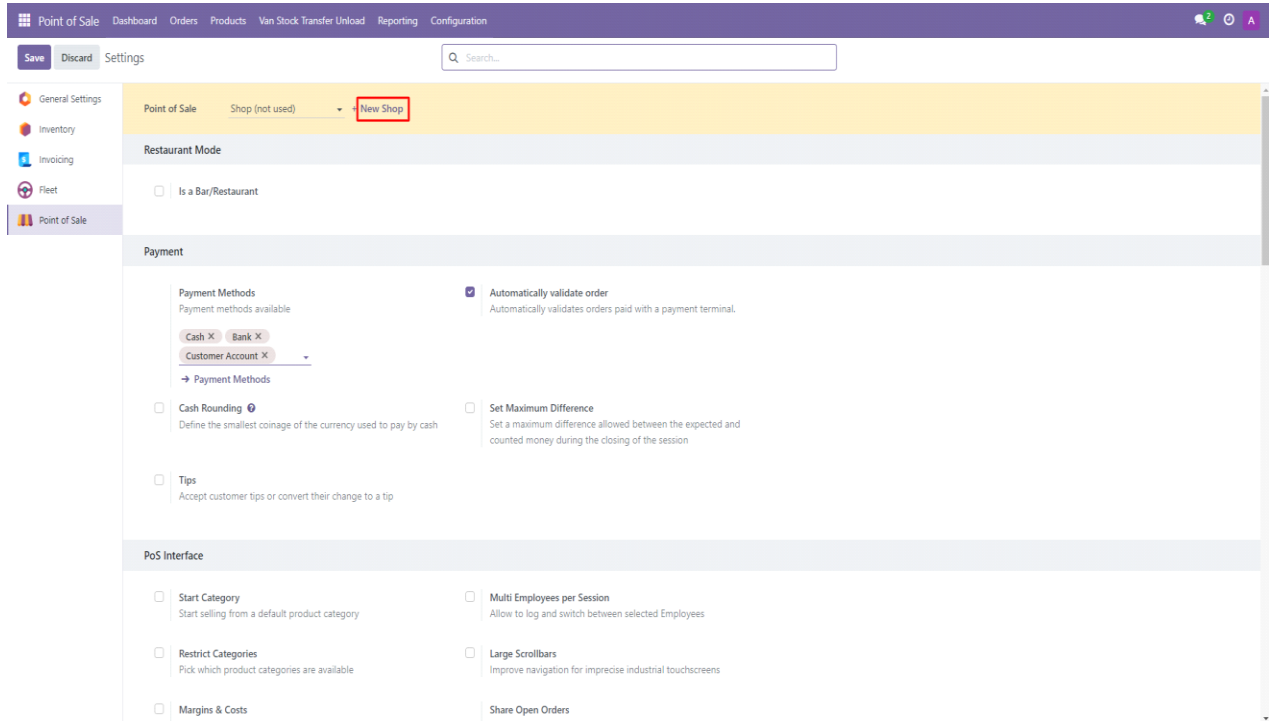 Point of Sale Dashboard Orders Products Van Stock Transfer Unload Reporting Configuration 2 A
Save Discard Settings Search...
General Settings
Inventory
Invoicing
$
Fleet
Point of Sale
Point of Sale Shop (not used) + New Shop
Restaurant Mode
Is a Bar/Restaurant
Payment
Payment Methods
Payment methods available
Cash X Bank X
Customer Account X
→ Payment Methods
Automatically validate order
Automatically validates orders paid with a payment terminal.
Cash Rounding ?
Define the smallest coinage of the currency used to pay by cash
Set Maximum Difference
Set a maximum difference allowed between the expected and
counted money during the closing of the session
Tips
Accept customer tips or convert their change to a tip
PoS Interface
Start Category
Start selling from a default product category
Multi Employees per Session
Allow to log and switch between selected Employees
Restrict Categories
Pick which product categories are available
Large Scrollbars
Improve navigation for imprecise industrial touchscreens
Margins & Costs
Share Open Orders